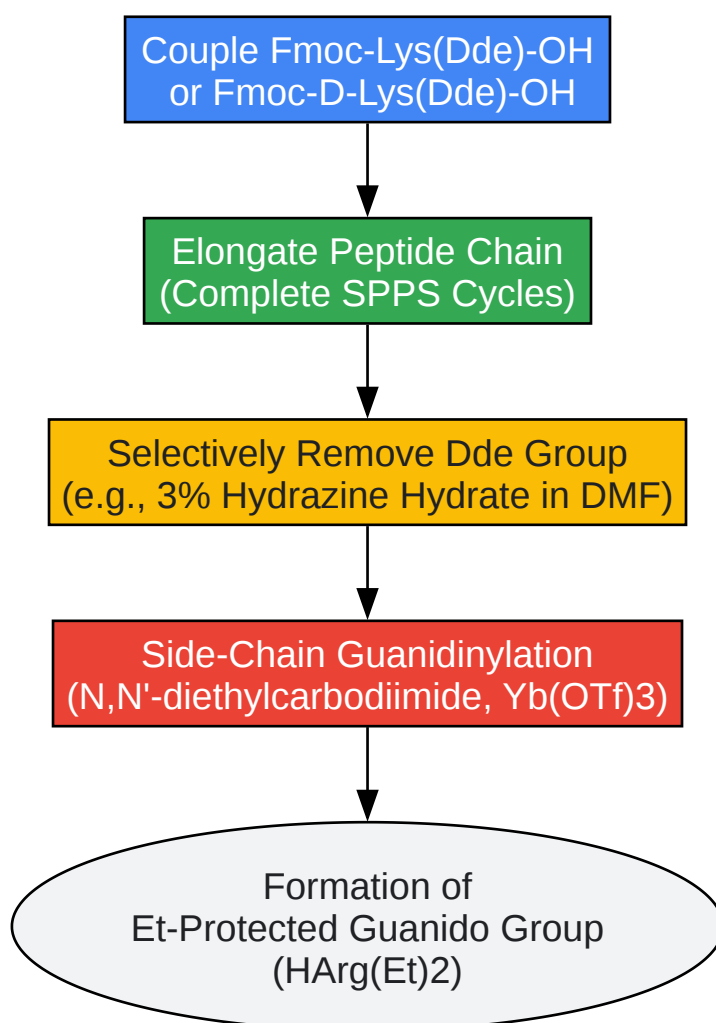 Couple Fmoc-Lys(Dde)-OH
or Fmoc-D-Lys(Dde)-OH
Elongate Peptide Chain
(Complete SPPS Cycles)
Selectively Remove Dde Group
(e.g., 3% Hydrazine Hydrate in DMF)
Side-Chain Guanidinylation
(N,N'-diethylcarbodiimide, Yb(OTf)3)
Formation of
Et-Protected Guanido Group
(HArg(Et)2)